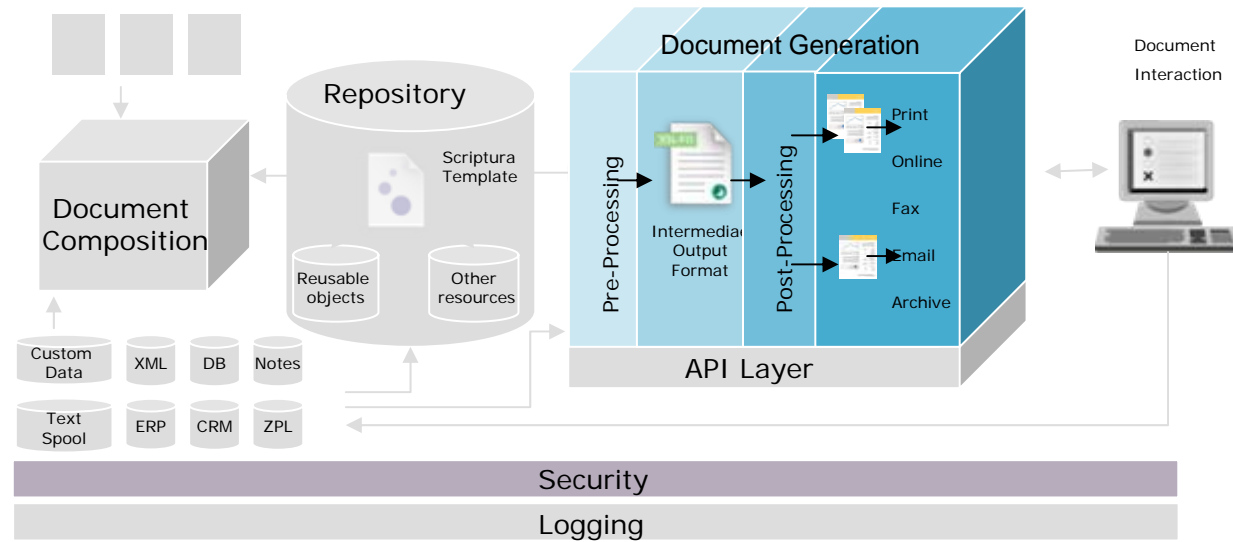 Document Generation
Document
Interaction
Repository
Scriptura
Template
Document
Composition
Reusable
objects
Other
resources
Pre-Processing
Intermediac
Output
Format
Post-Processing
Print
Online
Fax
Email
Archive
API Layer
Custom
Data
XML
DB
Notes
Text
Spool
ERP
CRM
ZPL
Security
Logging